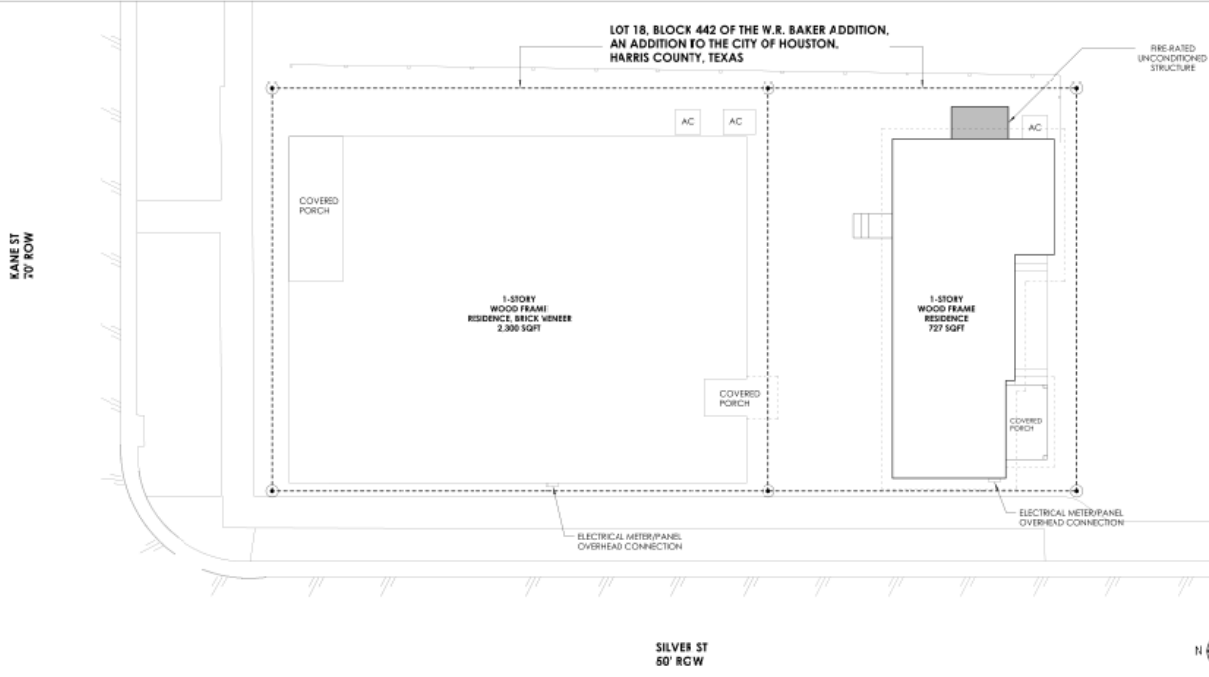 LOT 18, BLOCK 442 OF THE W.R. BAKER ADDITION,
AN ADDITION TO THE CITY OF HOUSTON,
HARRIS COUNTY, TEXAS
FIRE-RATED
UNCONDITIONED
STRUCTURE
AC
AC
AC
COVERED
PORCH
KANE ST
70' ROW
1-STORY
WOOD FRAME
RESIDENCE, BRICK VENEER
2,300 SQFT
1-STORY
WOOD FRAME
RESIDENCE
727 SQFT
COVERED
PORCH
COVERED
PORCH
ELECTRICAL METER/PANEL
OVERHEAD CONNECTION
ELECTRICAL METER/PANEL
OVERHEAD CONNECTION
SILVER ST
50' ROW
N